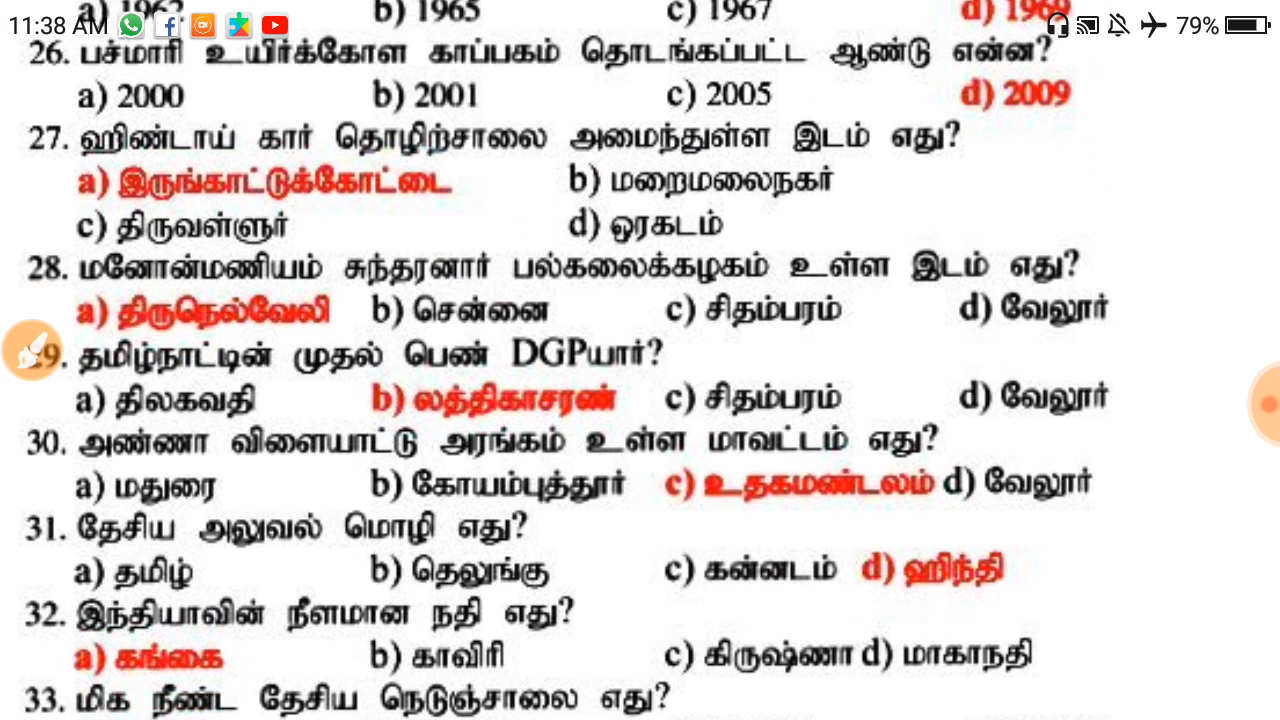 a) 1962 b) 1965 c) 1967 d) 1969
11:38 AM 79%
26. பச்மாரி உயிர்க்கோள காப்பகம் தொடங்கப்பட்ட ஆண்டு என்ன?
a) 2000 b) 2001 c) 2005 d) 2009
27. ஹிண்டாய் கார் தொழிற்சாலை அமைந்துள்ள இடம் எது?
a) இருங்காட்டுக்கோட்டை b) மறைமலைநகர்
c) திருவள்ளுர் d) ஒரகடம்
28. மனோன்மணியம் சுந்தரனார் பல்கலைக்கழகம் உள்ள இடம் எது?
a) திருநெல்வேலி b) சென்னை c) சிதம்பரம் d) வேலூர்
29. தமிழ்நாட்டின் முதல் பெண் DGPயார்?
a) திலகவதி b) லத்திகாசரண் c) சிதம்பரம் d) வேலூர்
30. அண்ணா விளையாட்டு அரங்கம் உள்ள மாவட்டம் எது?
a) மதுரை b) கோயம்புத்தூர் c) உதகமண்டலம் d) வேலூர்
31. தேசிய அலுவல் மொழி எது?
a) தமிழ் b) தெலுங்கு c) கன்னடம் d) ஹிந்தி
32. இந்தியாவின் நீளமான நதி எது?
a) கங்கை b) காவிரி c) கிருஷ்ணா d) மாகாநதி
33. மிக நீண்ட தேசிய நெடுஞ்சாலை எது?